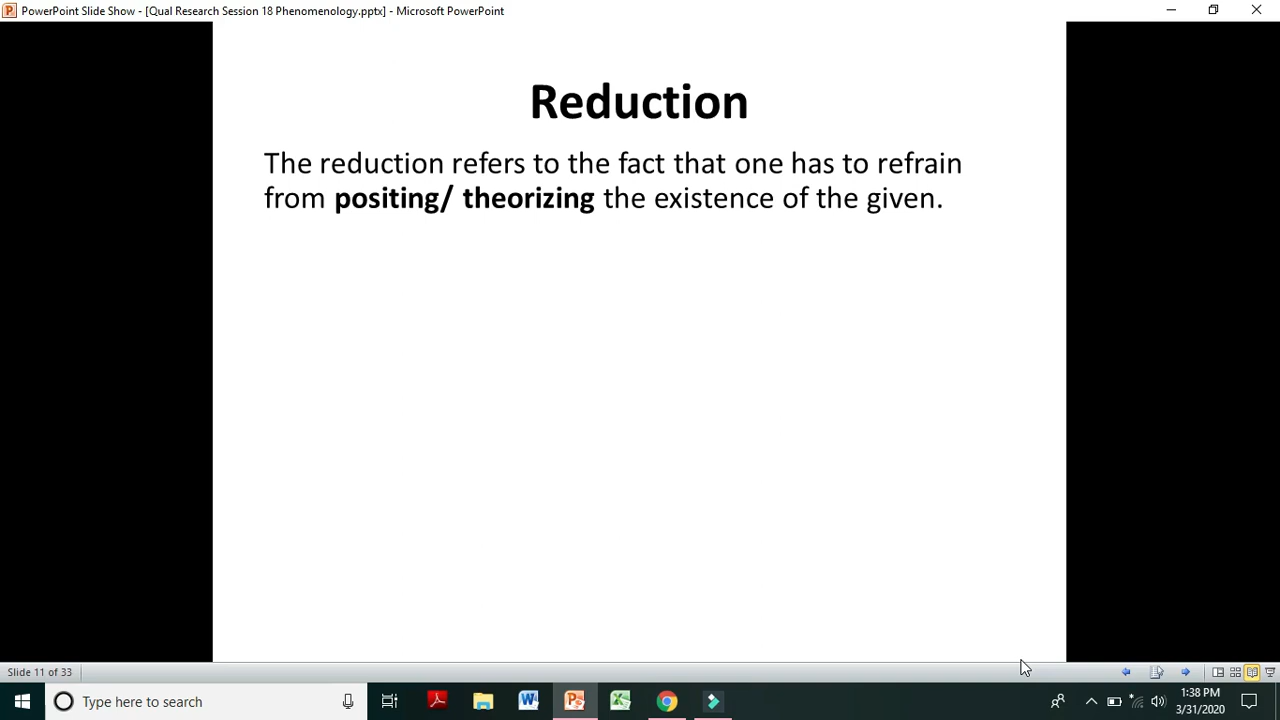 PowerPoint Slide Show - [Qual Research Session 18 Phenomenology.pptx] - Microsoft PowerPoint
Reduction
The reduction refers to the fact that one has to refrain
from positing/ theorizing the existence of the given.
Slide 11 of 33
Type here to search
1:38 PM
3/31/2020